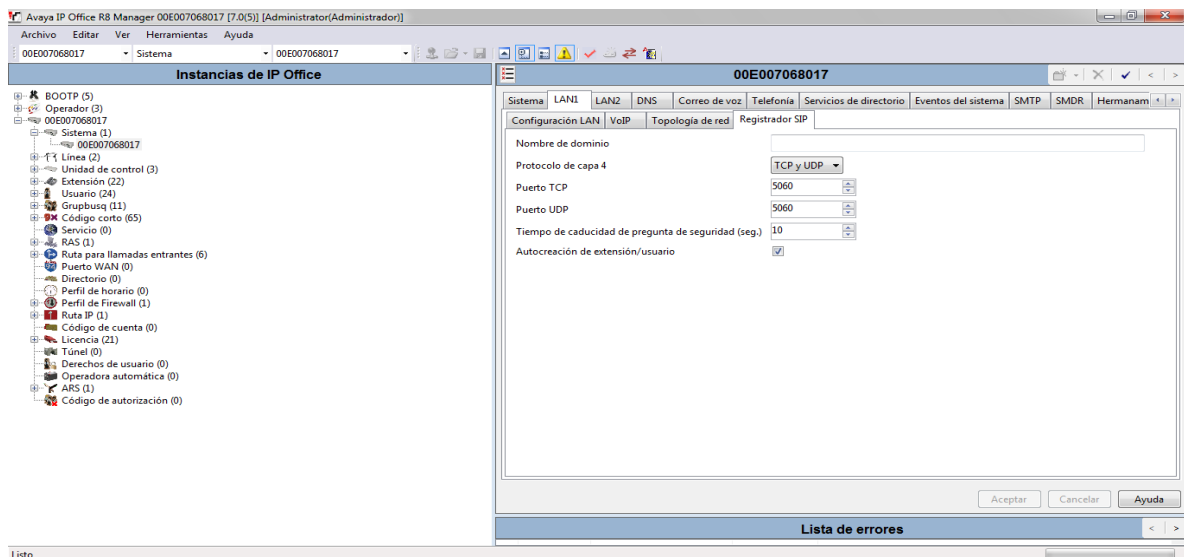 Avaya IP Office R8 Manager 00E007068017 [7.0(5)] [Administrator(Administrador)]
Archivo Editar Ver Herramientas Ayuda
00E007068017 Sistema 00E007068017
Instancias de IP Office
BOOTP (5)
Operador (3)
00E007068017
Sistema (1)
00E007068017
Línea (2)
Unidad de control (3)
Extensión (22)
Usuario (24)
Grupbusq (11)
Código corto (65)
Servicio (0)
RAS (1)
Ruta para llamadas entrantes (6)
Puerto WAN (0)
Directorio (0)
Perfil de horario (0)
Perfil de Firewall (1)
Ruta IP (1)
Código de cuenta (0)
Licencia (21)
Túnel (0)
Derechos de usuario (0)
Operadora automática (0)
ARS (1)
Código de autorización (0)
00E007068017
Sistema LAN1 LAN2 DNS Correo de voz Telefonía Servicios de directorio Eventos del sistema SMTP SMDR Hermanam
Configuración LAN VoIP Topología de red Registrador SIP
Nombre de dominio
Protocolo de capa 4 TCP y UDP
Puerto TCP 5060
Puerto UDP 5060
Tiempo de caducidad de pregunta de seguridad (seg.) 10
Autocreación de extensión/usuario
Aceptar Cancelar Ayuda
Lista de errores
Listo